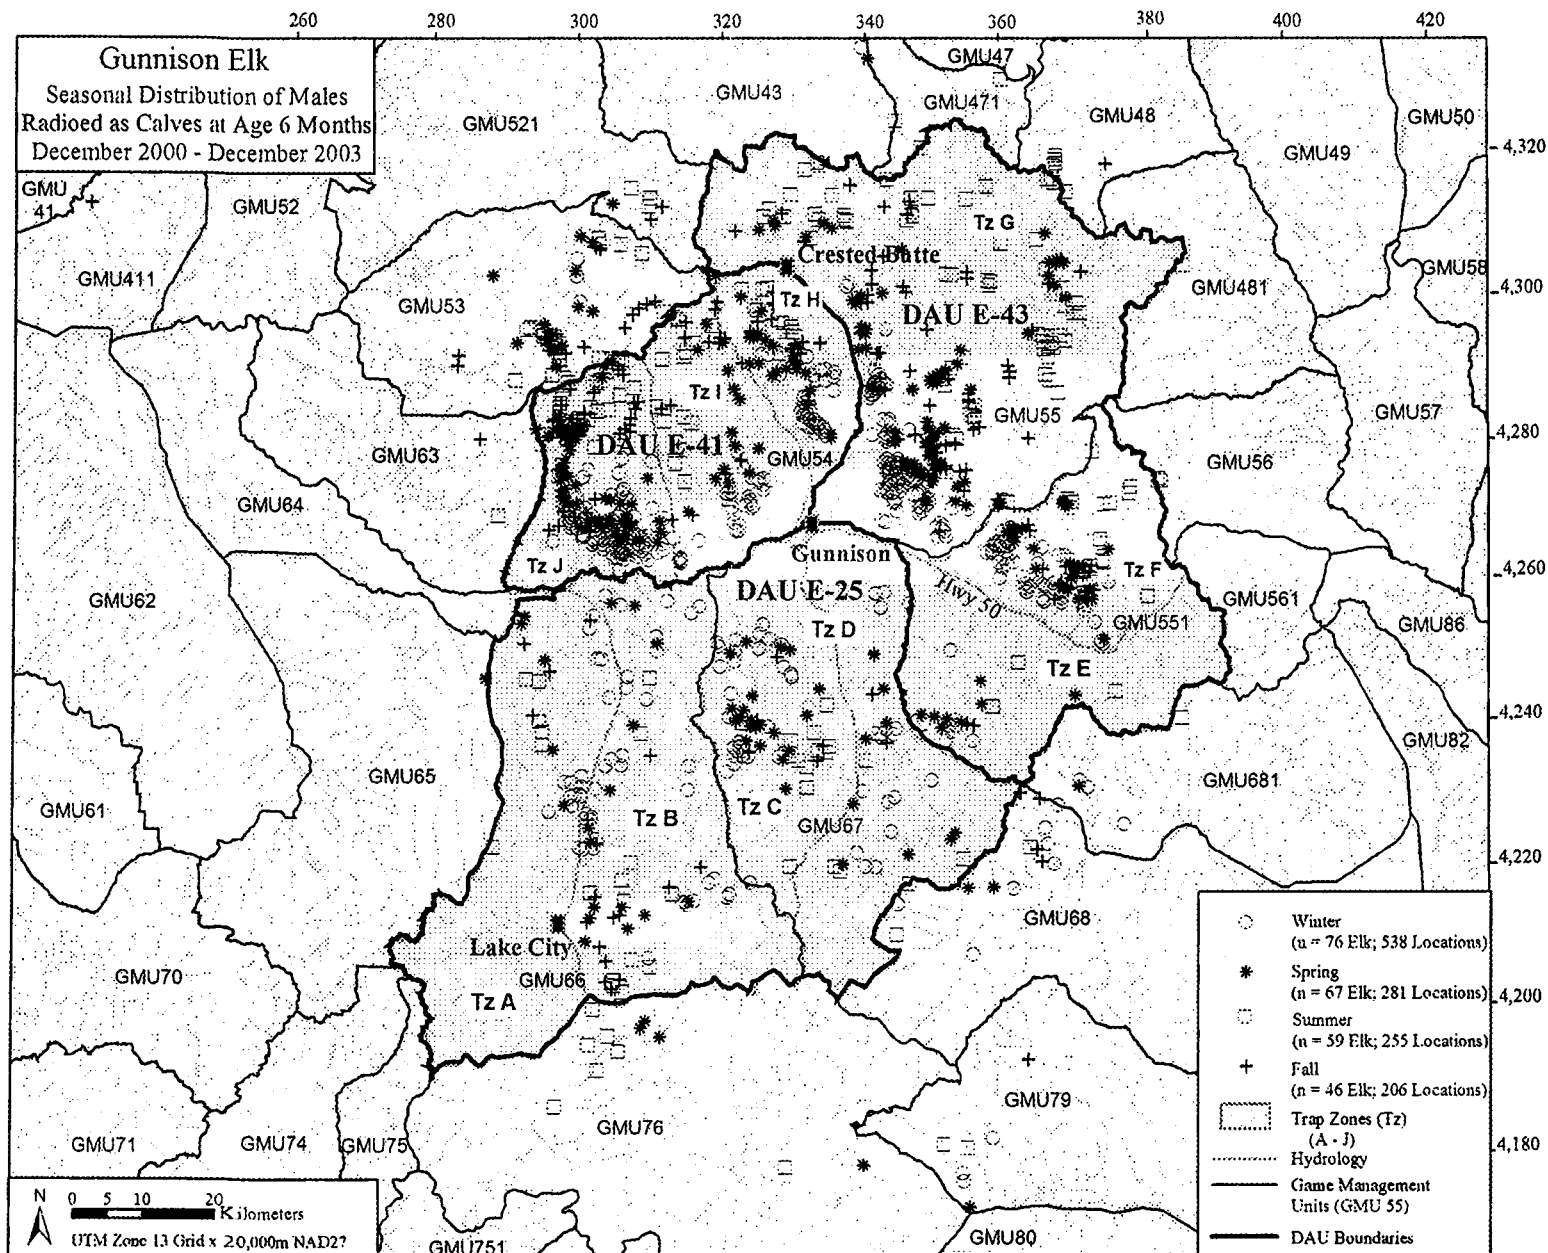 260 280 300 320 340 360 380 400 420
Gunnison Elk
Seasonal Distribution of Males
Radioed as Calves at Age 6 Months
December 2000 - December 2003
GMU47
GMU43
GMU471
GMU48
GMU50
GMU521
GMU49
4,320
GMU
41
GMU52
Tz G
Crested Butte
GMU411
GMU58
GMU53
Tz H
GMU481
4,300
DAU E-43
Tz I
GMU55
GMU57
DAU E-41
4,280
GMU63
GMU54
GMU56
GMU64
Gunnison
Tz J
Tz F
4,260
DAU E-25
Hwy 50
GMU62
GMU561
GMU551
GMU86
Tz D
Tz E
4,240
GMU82
GMU65
GMU681
GMU61
Tz B
Tz C
GMU67
4,220
GMU68
Lake City
GMU70
GMU66
Tz A
4,200
GMU79
GMU76
GMU71
GMU74
GMU75
4,180
GMU80
GMU751
Winter
(n = 76 Elk; 538 Locations)
Spring
(n = 67 Elk; 281 Locations)
Summer
(n = 59 Elk; 255 Locations)
Fall
(n = 46 Elk; 206 Locations)
Trap Zones (Tz)
(A - J)
Hydrology
Game Management
Units (GMU 55)
DAU Boundaries
N
0 5 10 20
Kilometers
UTM Zone 13 Grid x 20,000m NAD27